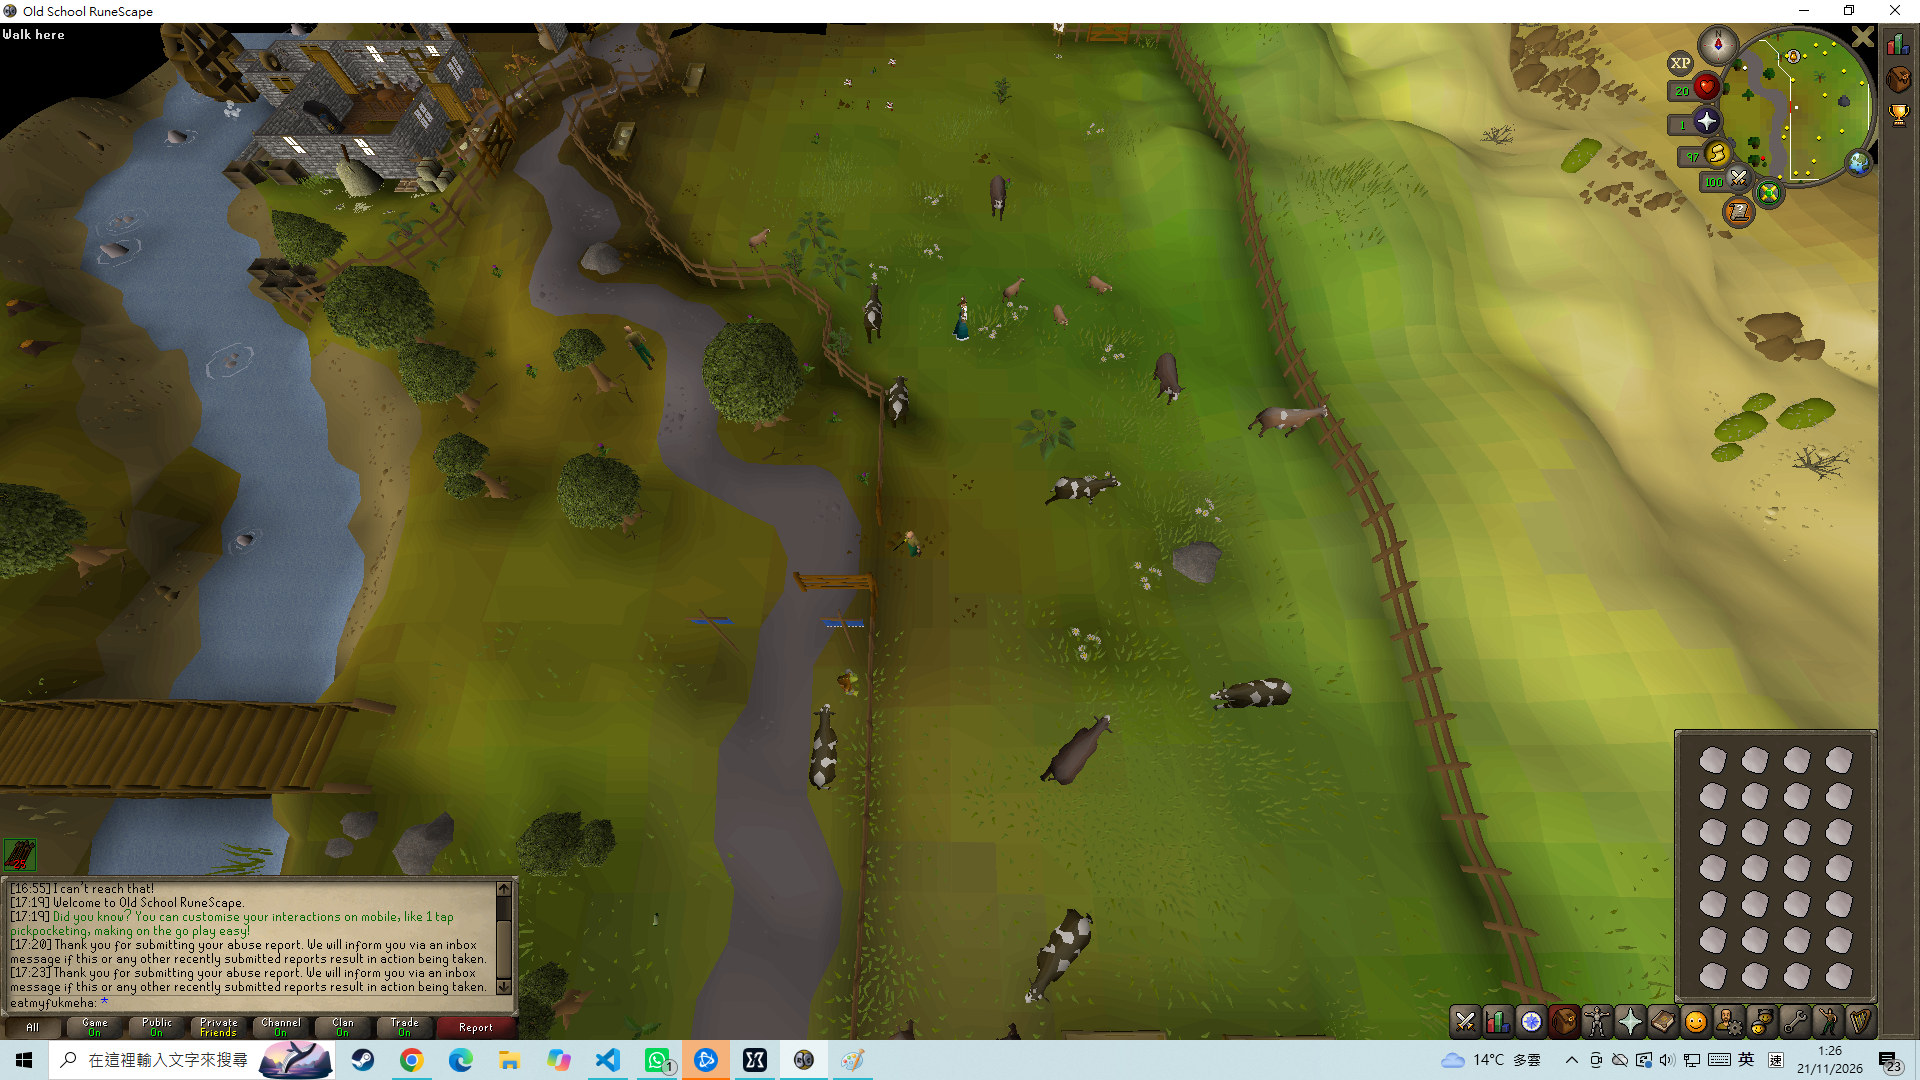 Old School RuneScape
Walk here
N
XP
20
1
97
100
25
[16:55] I can't reach that!
[17:19] Welcome to Old School RuneScape.
[17:19] Did you know? You can customise your interactions on mobile, like 1 tap
pickpocketing, making on the go play easy!
[17:20] Thank you for submitting your abuse report. We will inform you via an inbox
message if this or any other recently submitted reports result in action being taken.
[17:23] Thank you for submitting your abuse report. We will inform you via an inbox
message if this or any other recently submitted reports result in action being taken.
eatmyfukmeha: *
All
Game
On
Public
On
Private
Friends
Channel
On
Clan
On
Trade
On
Report
在這裡輸入文字來搜尋
1
14°C 多雲
英
速
1:26
21/11/2026
23